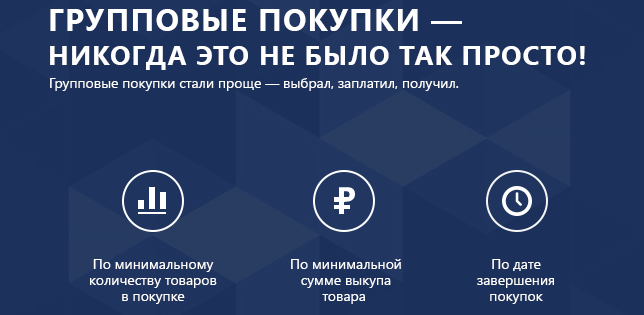 ГРУППОВЫЕ ПОКУПКИ —
НИКОГДА ЭТО НЕ БЫЛО ТАК ПРОСТО!
Групповые покупки стали проще — выбрал, заплатил, получил.
По минимальному
количеству товаров
в покупке
По минимальной
сумме выкупа
товара
По дате
завершения
покупок